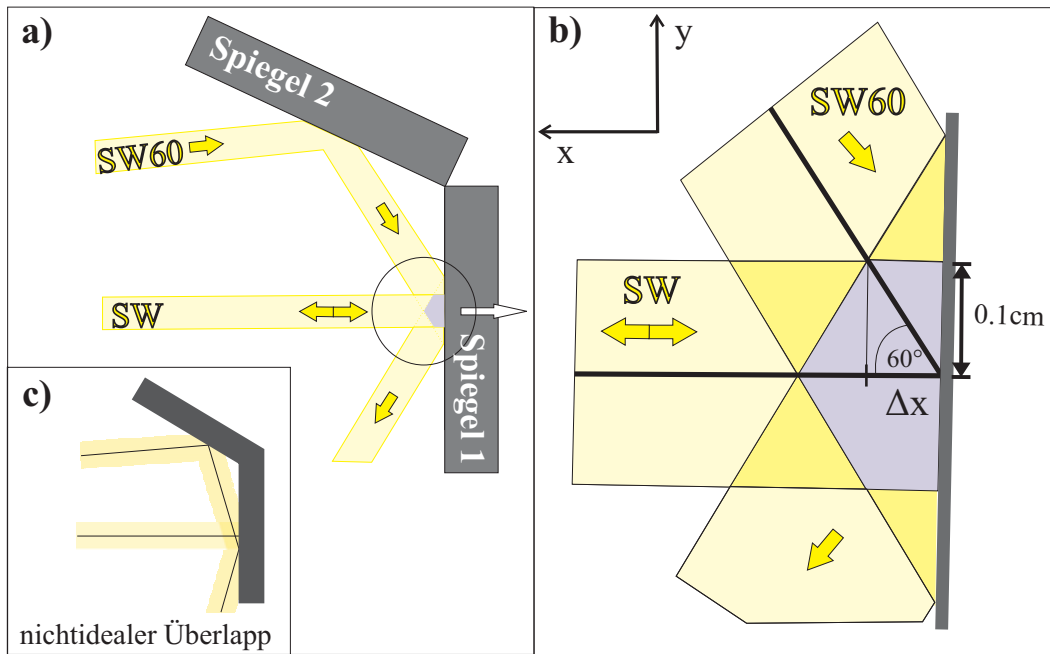 a)
Spiegel 2
SW60
SW
Spiegel 1
b)
y
x
SW60
SW
0.1cm
60°
Δx
c)
nichtidealer Überlapp